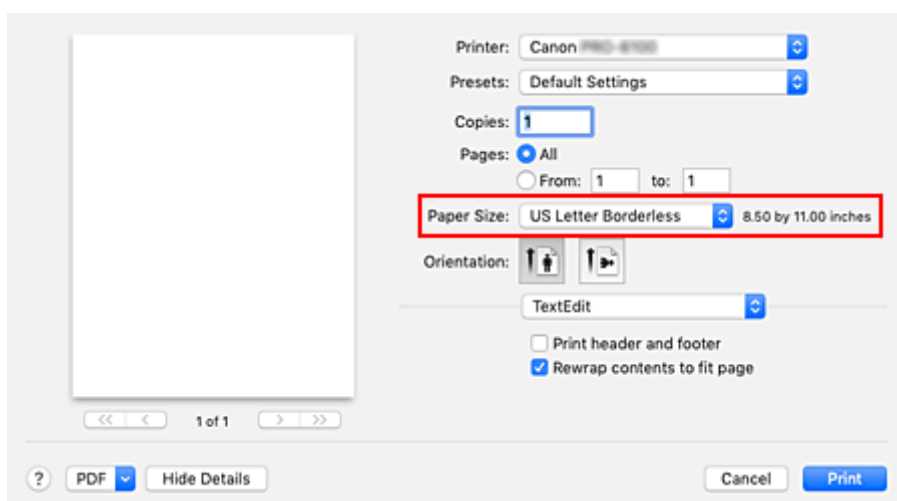 Printer: Canon
Presets: Default Settings
Copies: 1
Pages: All
From: 1 to: 1
Paper Size: US Letter Borderless 8.50 by 11.00 inches
Orientation:
TextEdit
Print header and footer
Rewrap contents to fit page
<< < 1 of 1 > >>
? PDF Hide Details Cancel Print